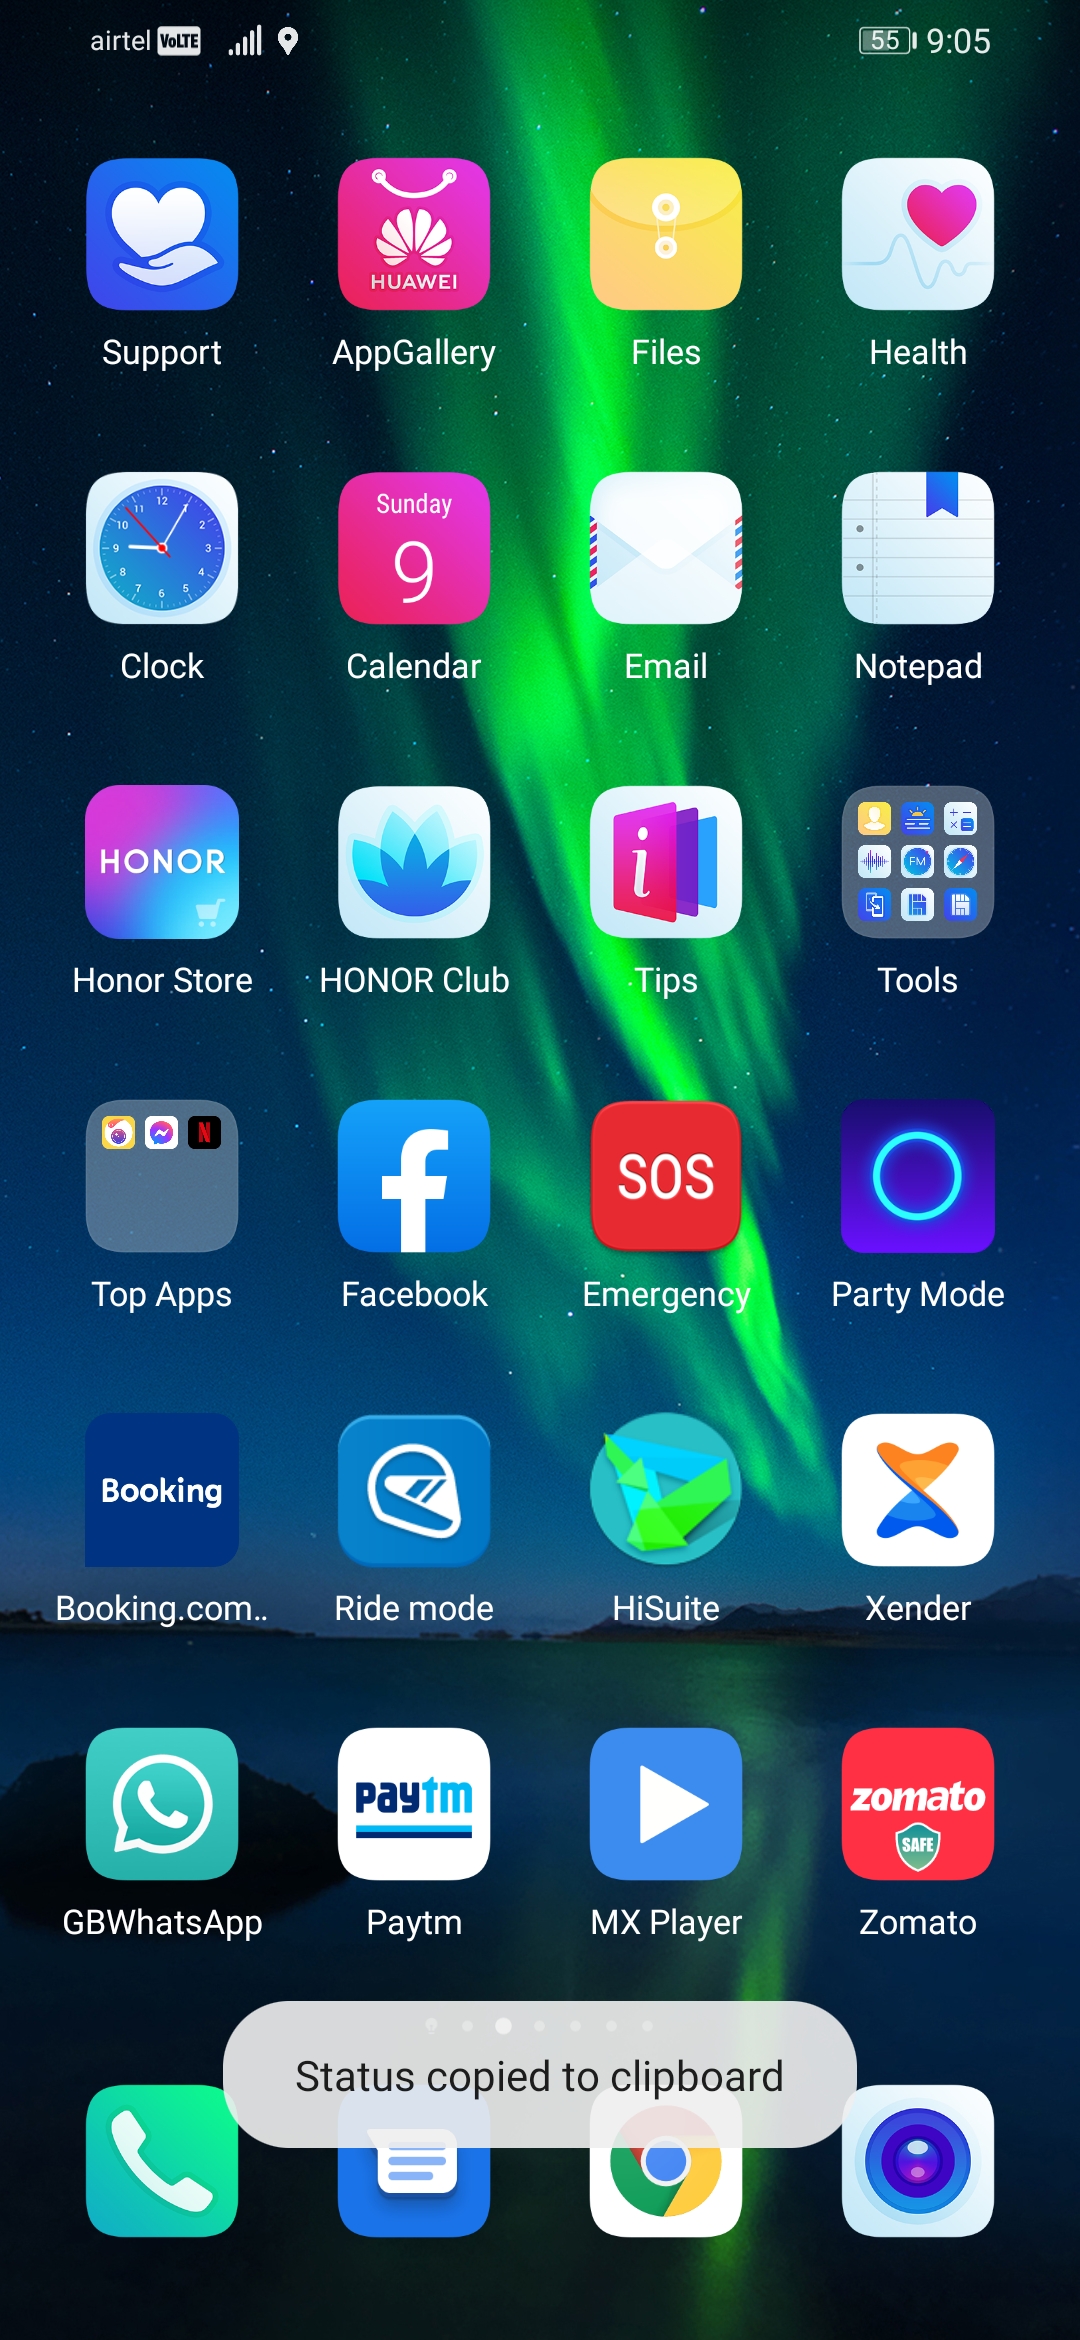 airtel VoLTE 55 9:05
HUAWEI
Support AppGallery Files Health
12 1 2 3 4 5 6 7 8 9 10 11
Sunday
9
Clock Calendar Email Notepad
HONOR
i
FM
Honor Store HONOR Club Tips Tools
N
SOS
Top Apps Facebook Emergency Party Mode
Booking
Booking.com.. Ride mode HiSuite Xender
paytm
zomato
SAFE
GBWhatsApp Paytm MX Player Zomato
Status copied to clipboard